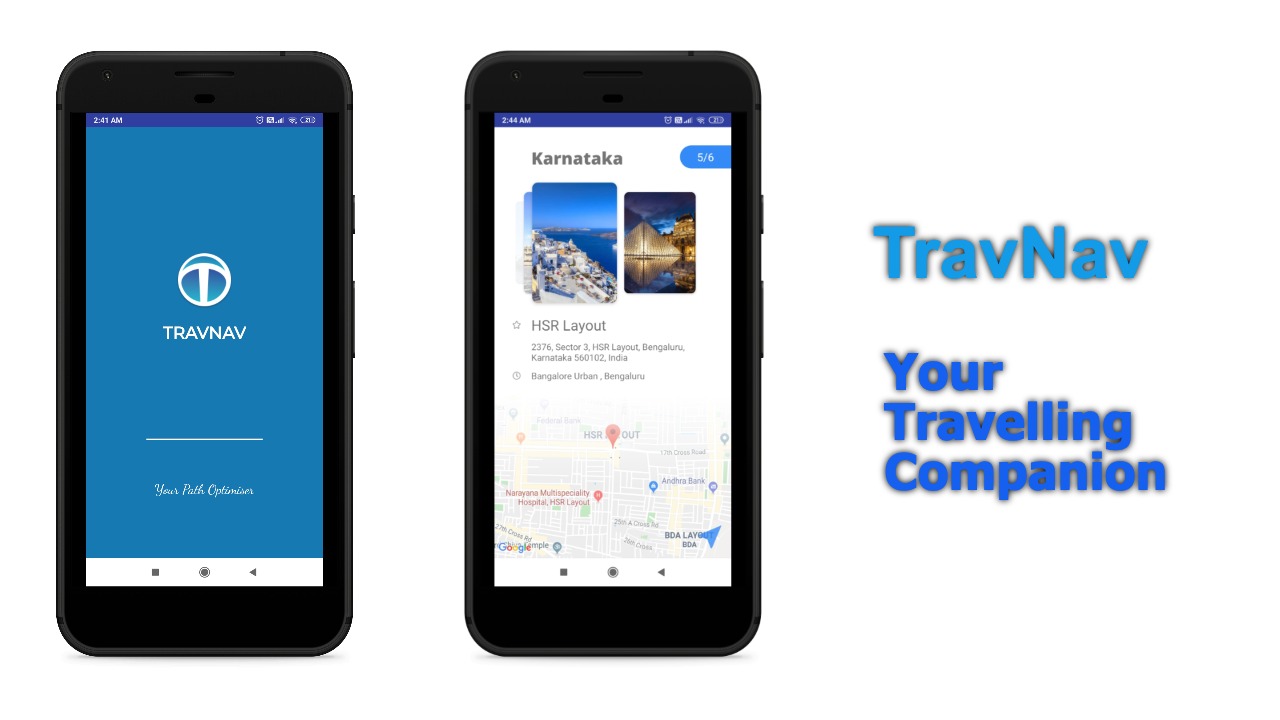 2:41 AM
TRAVNAV
Your Path Optimiser
2:44 AM
Karnataka
5/6
HSR Layout
2376, Sector 3, HSR Layout, Bengaluru,
Karnataka 560102, India
Bangalore Urban , Bengaluru
Federal Bank
HSR OUT
17th Cross Road
Andhra Bank
Narayana Multispeciality
Hospital, HSR Layout
25th A Cross Rd
27th Cross Rd
26th Cross
BDA LAYOUT
BDA
Google
Temple
TravNav
Your
Travelling
Companion